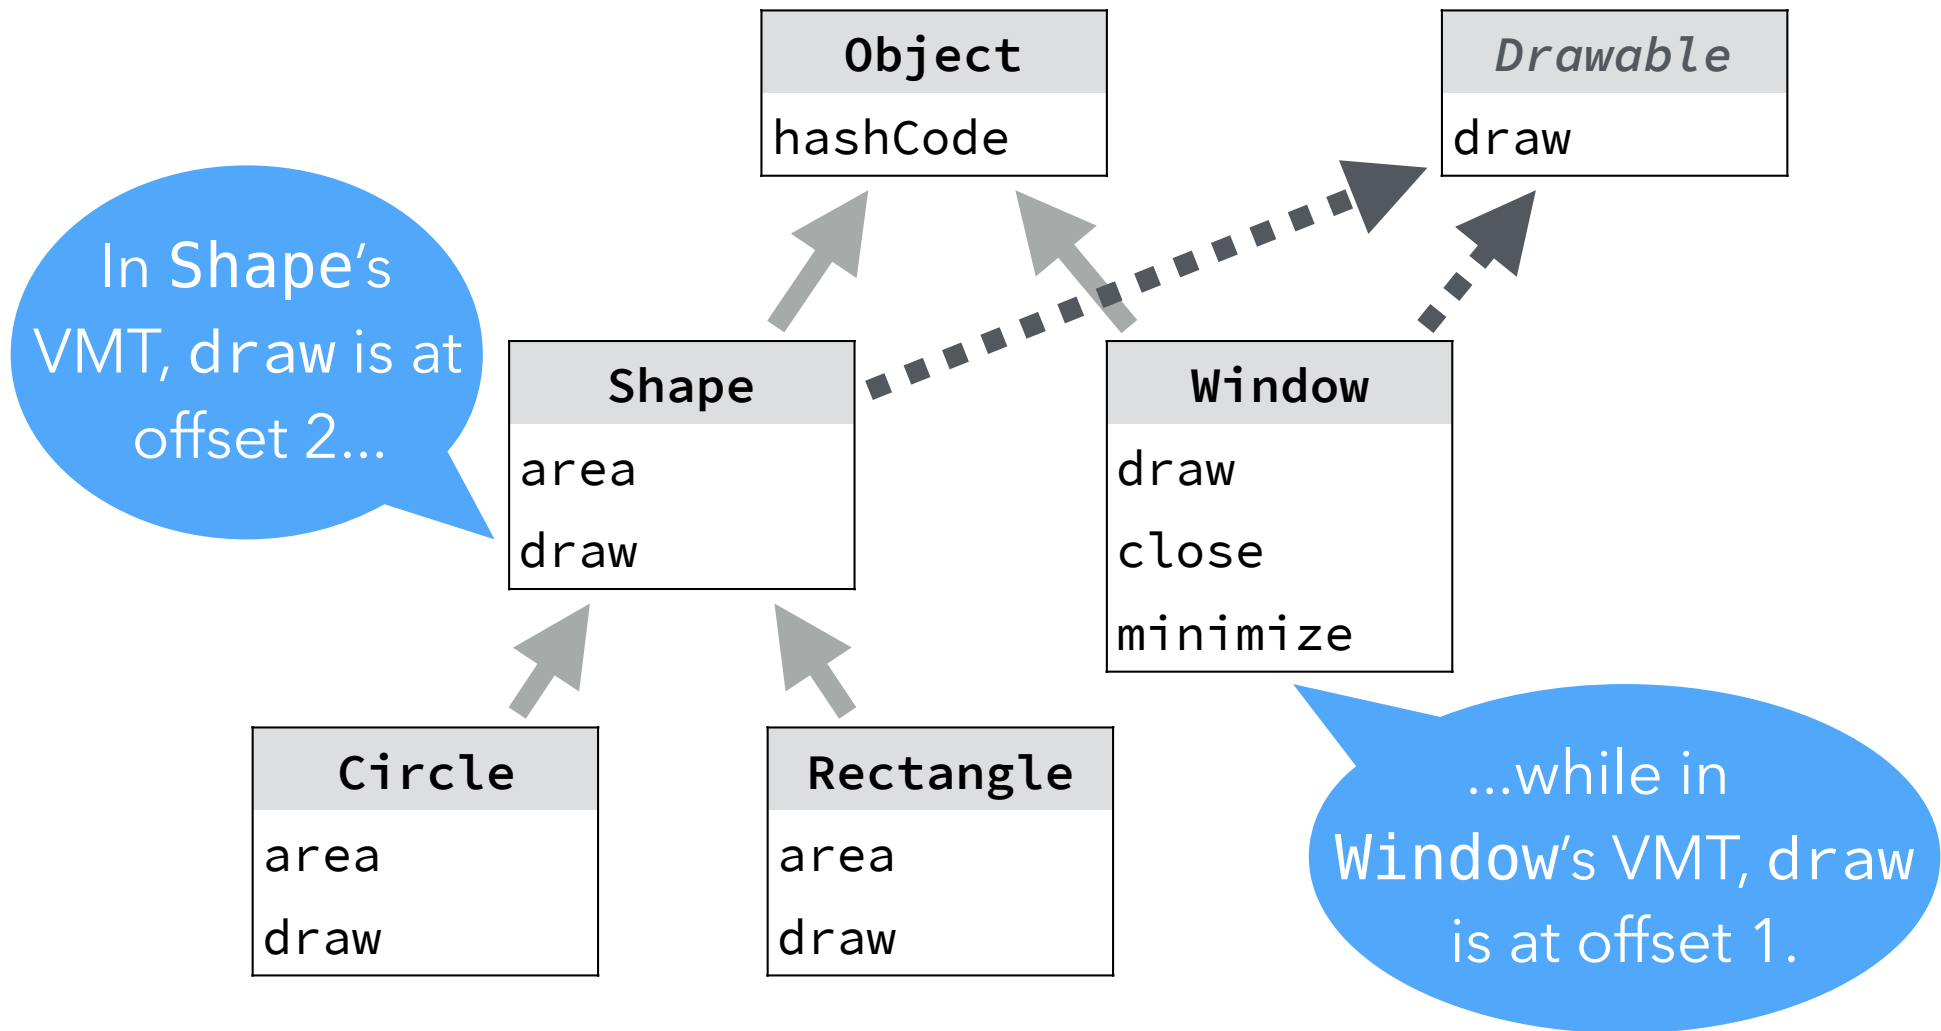 Object
hashCode
Drawable
draw
In Shape’s
VMT, draw is at
offset 2...
Shape
area
draw
Window
draw
close
minimize
Circle
area
draw
Rectangle
area
draw
...while in
Window’s VMT, draw
is at offset 1.